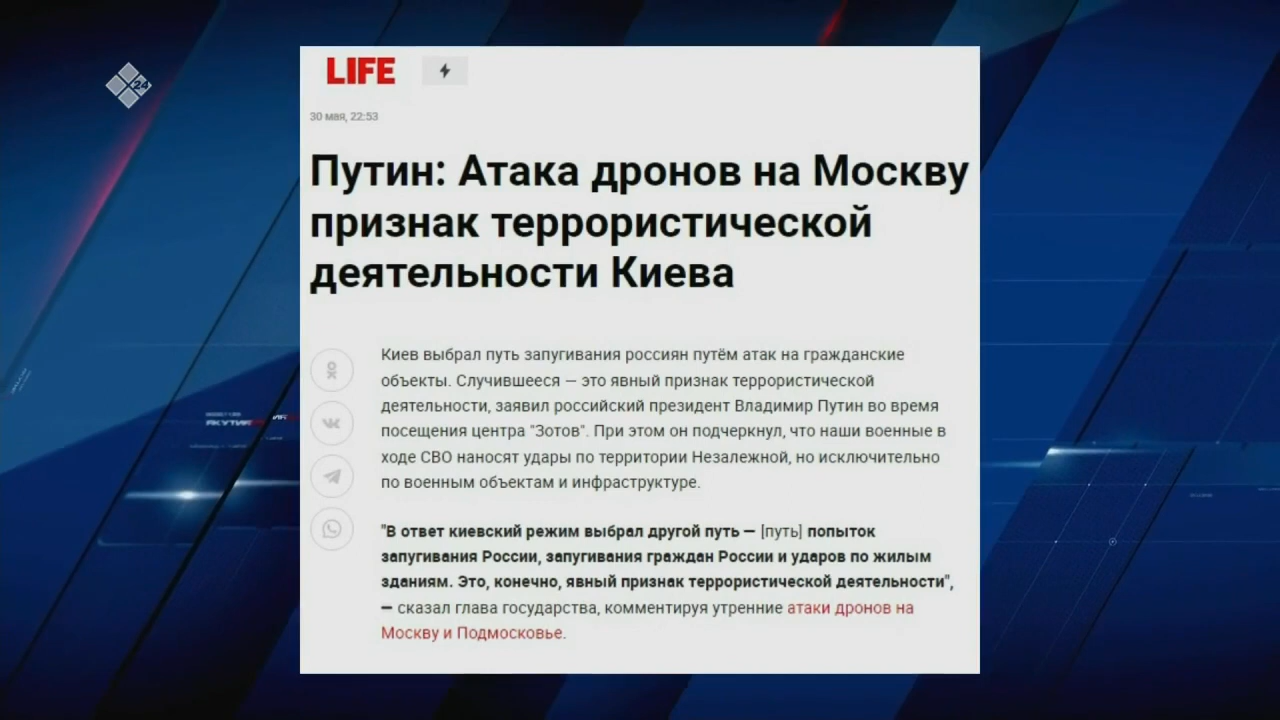 24
LIFE
30 мая, 22:53
Путин: Атака дронов на Москву
признак террористической
деятельности Киева
Киев выбрал путь запугивания россиян путём атак на гражданские
объекты. Случившееся — это явный признак террористической
деятельности, заявил российский президент Владимир Путин во время
посещения центра "Зотов". При этом он подчеркнул, что наши военные в
ходе СВО наносят удары по территории Незалежной, но исключительно
по военным объектам и инфраструктуре.
"В ответ киевский режим выбрал другой путь — [путь] попыток
запугивания России, запугивания граждан России и ударов по жилым
зданиям. Это, конечно, явный признак террористической деятельности",
— сказал глава государства, комментируя утренние атаки дронов на
Москву и Подмосковье.